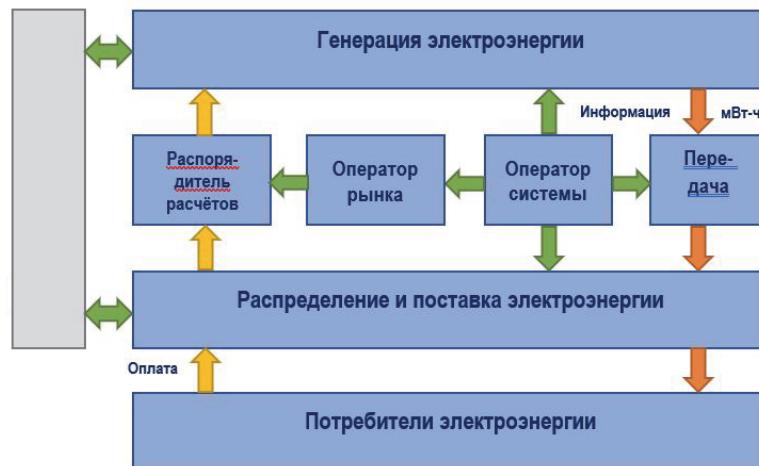 Генерация электроэнергии
Информация
мВт-ч
Распоря-
дитель
расчётов
Оператор
рынка
Оператор
системы
Пере-
дача
Распределение и поставка электроэнергии
Оплата
Потребители электроэнергии